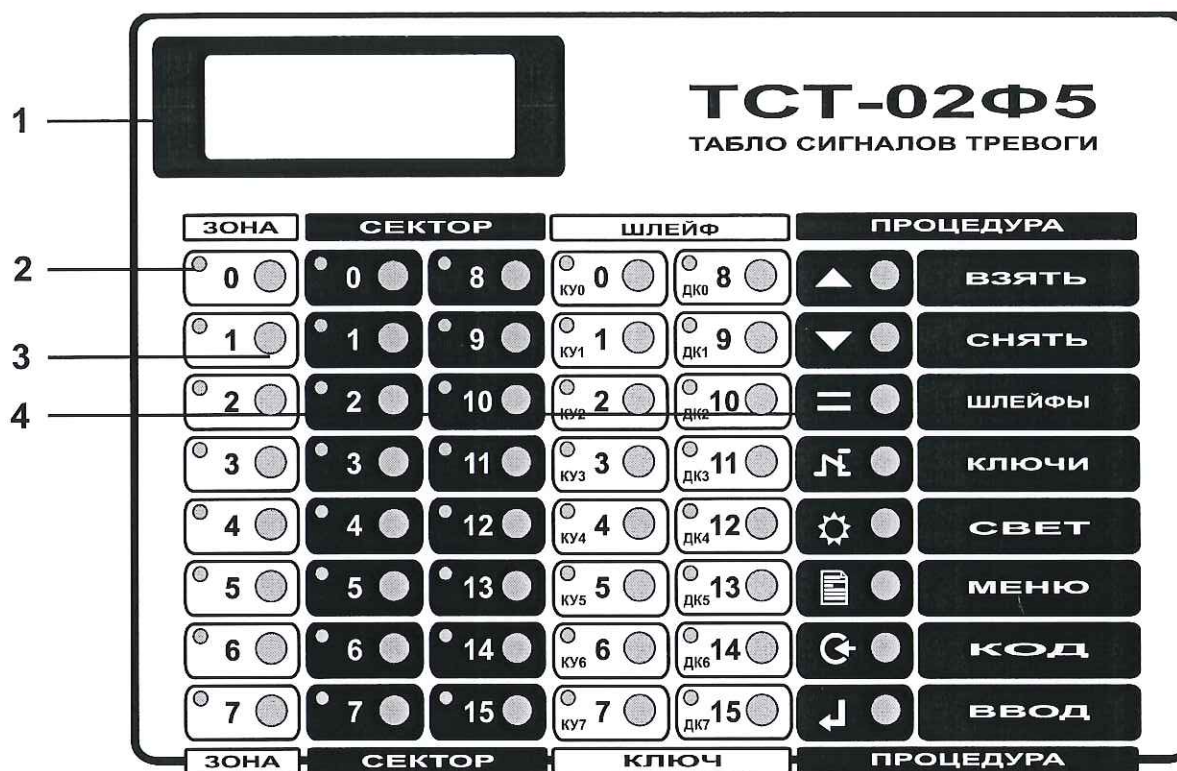 ТСТ-02Ф5
ТАБЛО СИГНАЛОВ ТРЕВОГИ
1
ЗОНА СЕКТОР ШЛЕЙФ ПРОЦЕДУРА
2 0 0 8 КУ0 0 ДК0 8 ВЗЯТЬ
1 1 9 КУ1 1 ДК1 9 СНЯТЬ
3
2 2 10 КУ2 2 ДК2 10 ШЛЕЙФЫ
4
3 3 11 КУ3 3 ДК3 11 КЛЮЧИ
4 4 12 КУ4 4 ДК4 12 СВЕТ
5 5 13 КУ5 5 ДК5 13 МЕНЮ
6 6 14 КУ6 6 ДК6 14 КОД
7 7 15 КУ7 7 ДК7 15 ВВОД
ЗОНА СЕКТОР КЛЮЧ ПРОЦЕДУРА